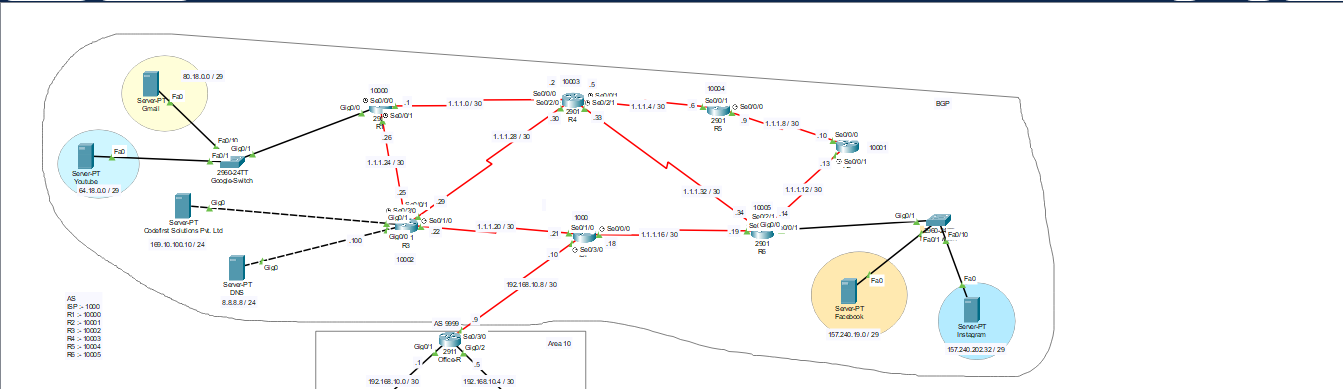 80.18.0.0 / 29
Server-PT
Gmail
Fa0
Fa0/10
Gig0/1
Fa0/1
2960-24TT
Google-Switch
Server-PT
Youtube
Fa0
64.18.0.0 / 29
Server-PT
Codefirst Solutions Pvt. Ltd
Gig0
169.10.100.10 / 24
Server-PT
DNS
Gig0
8.8.8.8 / 24
.100
10000
Se0/0/0
Gig0/0
Se0/0/1
.1
.26
1.1.1.0 / 30
1.1.1.24 / 30
.25
.2
10003
.5
Se0/0/0
Se0/2/0
Se0/2/1
2901
R4
.30
.33
1.1.1.28 / 30
1.1.1.4 / 30
.6
10004
Se0/0/1
Se0/0/0
2901
R5
.9
1.1.1.8 / 30
.10
Se0/0/0
10001
.13
Se0/0/1
1.1.1.12 / 30
BGP
1.1.1.32 / 30
.34
.14
10005
Se0/2/1
Gig0/0
.19
2901
R6
Gig0/1
Se0/1/0
Gig0/1
Gig0/0
.29
.22
R3
10002
1.1.1.20 / 30
1000
Se0/1/0
Se0/0/0
.21
.18
Se0/3/0
.10
1.1.1.16 / 30
192.168.10.8 / 30
Fa0/1
Fa0/10
Fa0
Server-PT
Facebook
157.240.19.0 / 29
Fa0
Server-PT
Instagram
157.240.202.32 / 29
AS
ISP :- 1000
R1 :- 10000
R2 :- 10001
R3 :- 10002
R4 :- 10003
R5 :- 10004
R6 :- 10005
AS 9999
.9
Se0/3/0
Gig0/1
Gig0/2
2911
Office-R
.1
.5
Area 10
192.168.10.0 / 30
192.168.10.4 / 30